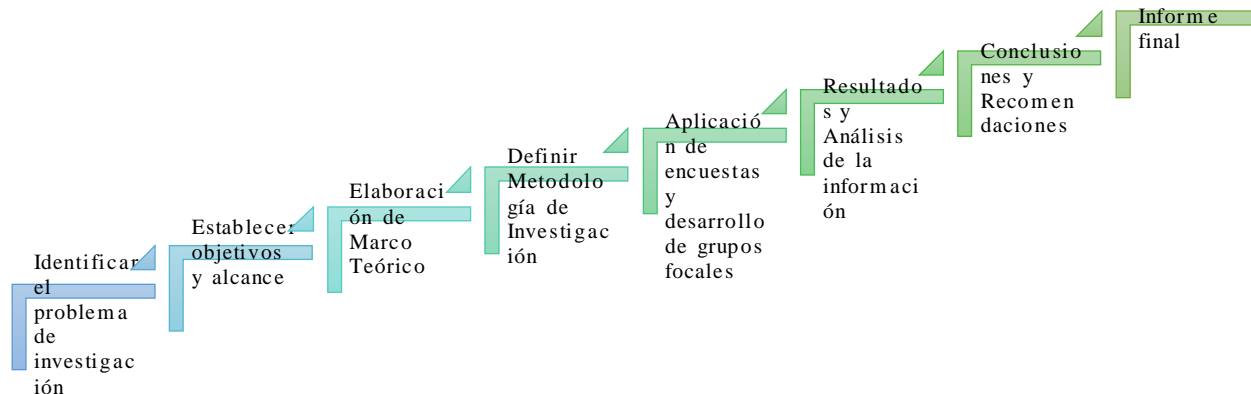 Identificar
el
problema
de
investigac
ión
Establecer
objetivos
y alcance
Elaboraci
ón de
Marco
Teórico
Definir
Metodolo
gía de
Investigac
ión
Aplicació
n de
encuestas
y
desarrollo
de grupos
focales
Resultado
s y
Análisis
de la
informaci
ón
Conclusio
nes y
Recomen
daciones
Informe
final